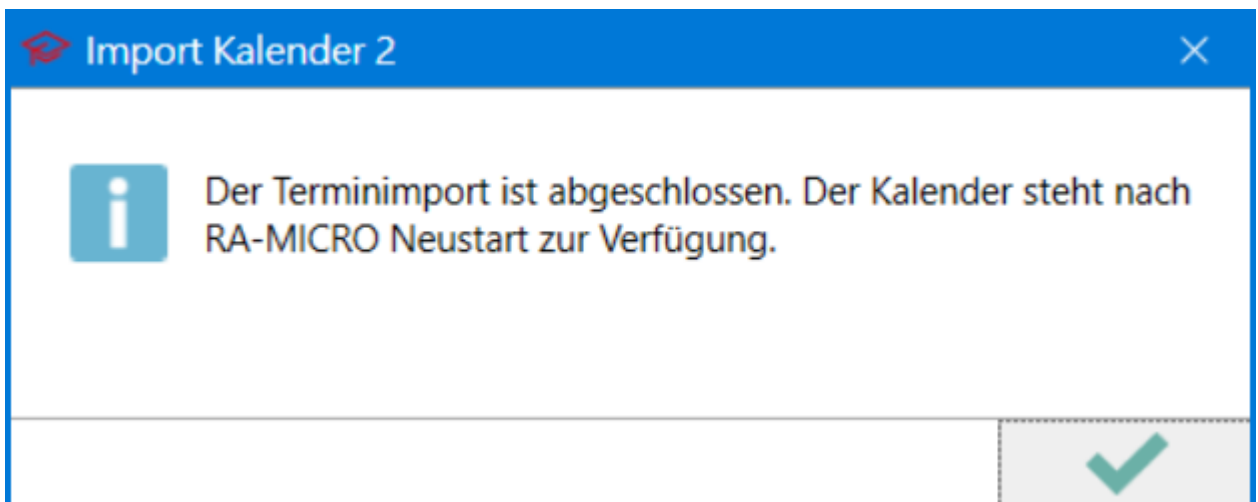 Import Kalender 2
Der Terminimport ist abgeschlossen. Der Kalender steht nach
RA-MICRO Neustart zur Verfügung.